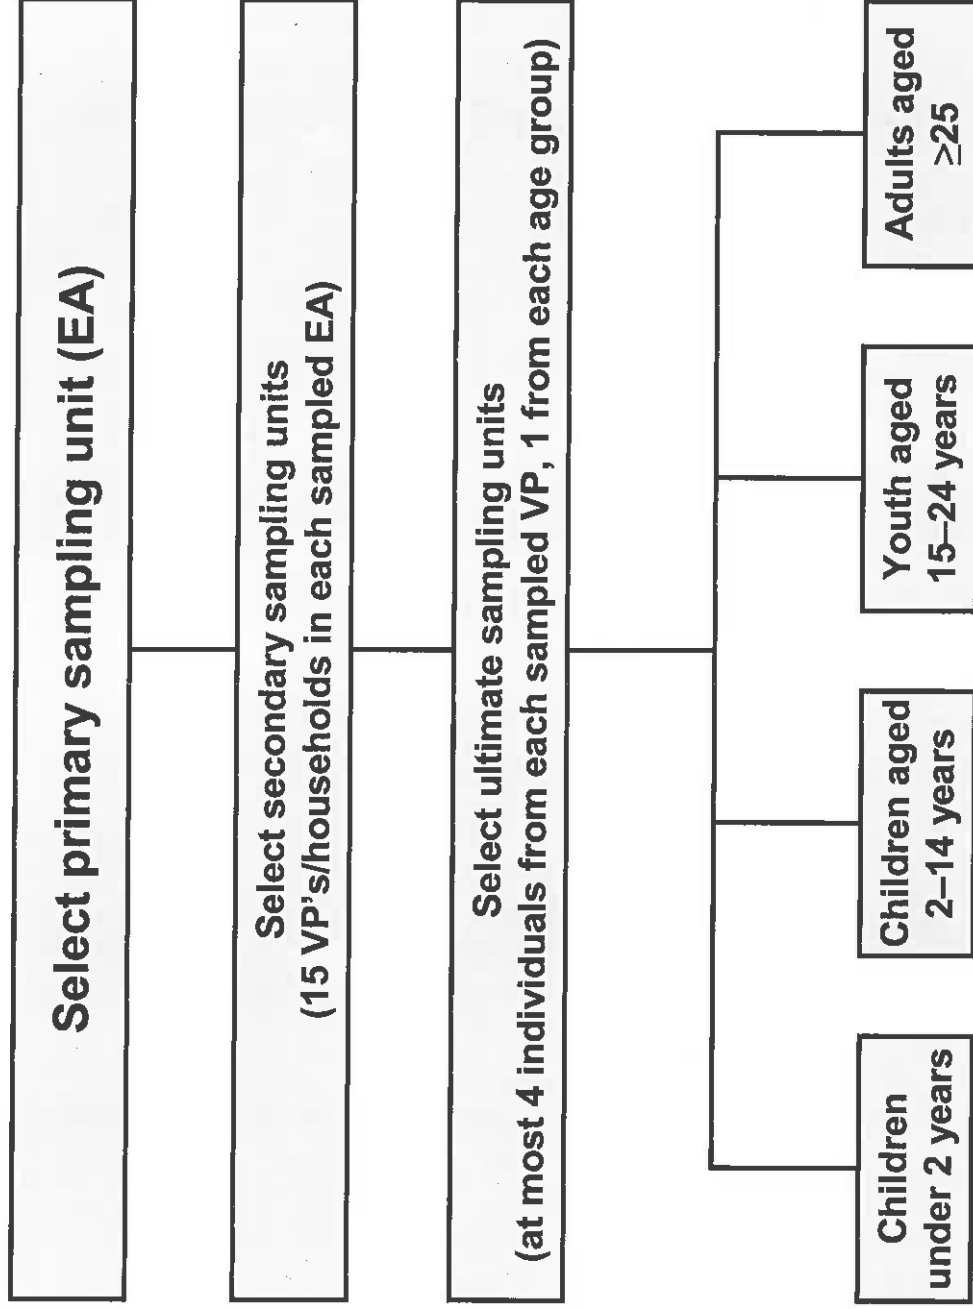 Select primary sampling unit (EA)
Select secondary sampling units
(15 VP's/households in each sampled EA)
Select ultimate sampling units
(at most 4 individuals from each sampled VP, 1 from each age group)
Children
under 2 years
Children aged
2–14 years
Youth aged
15–24 years
Adults aged
≥25